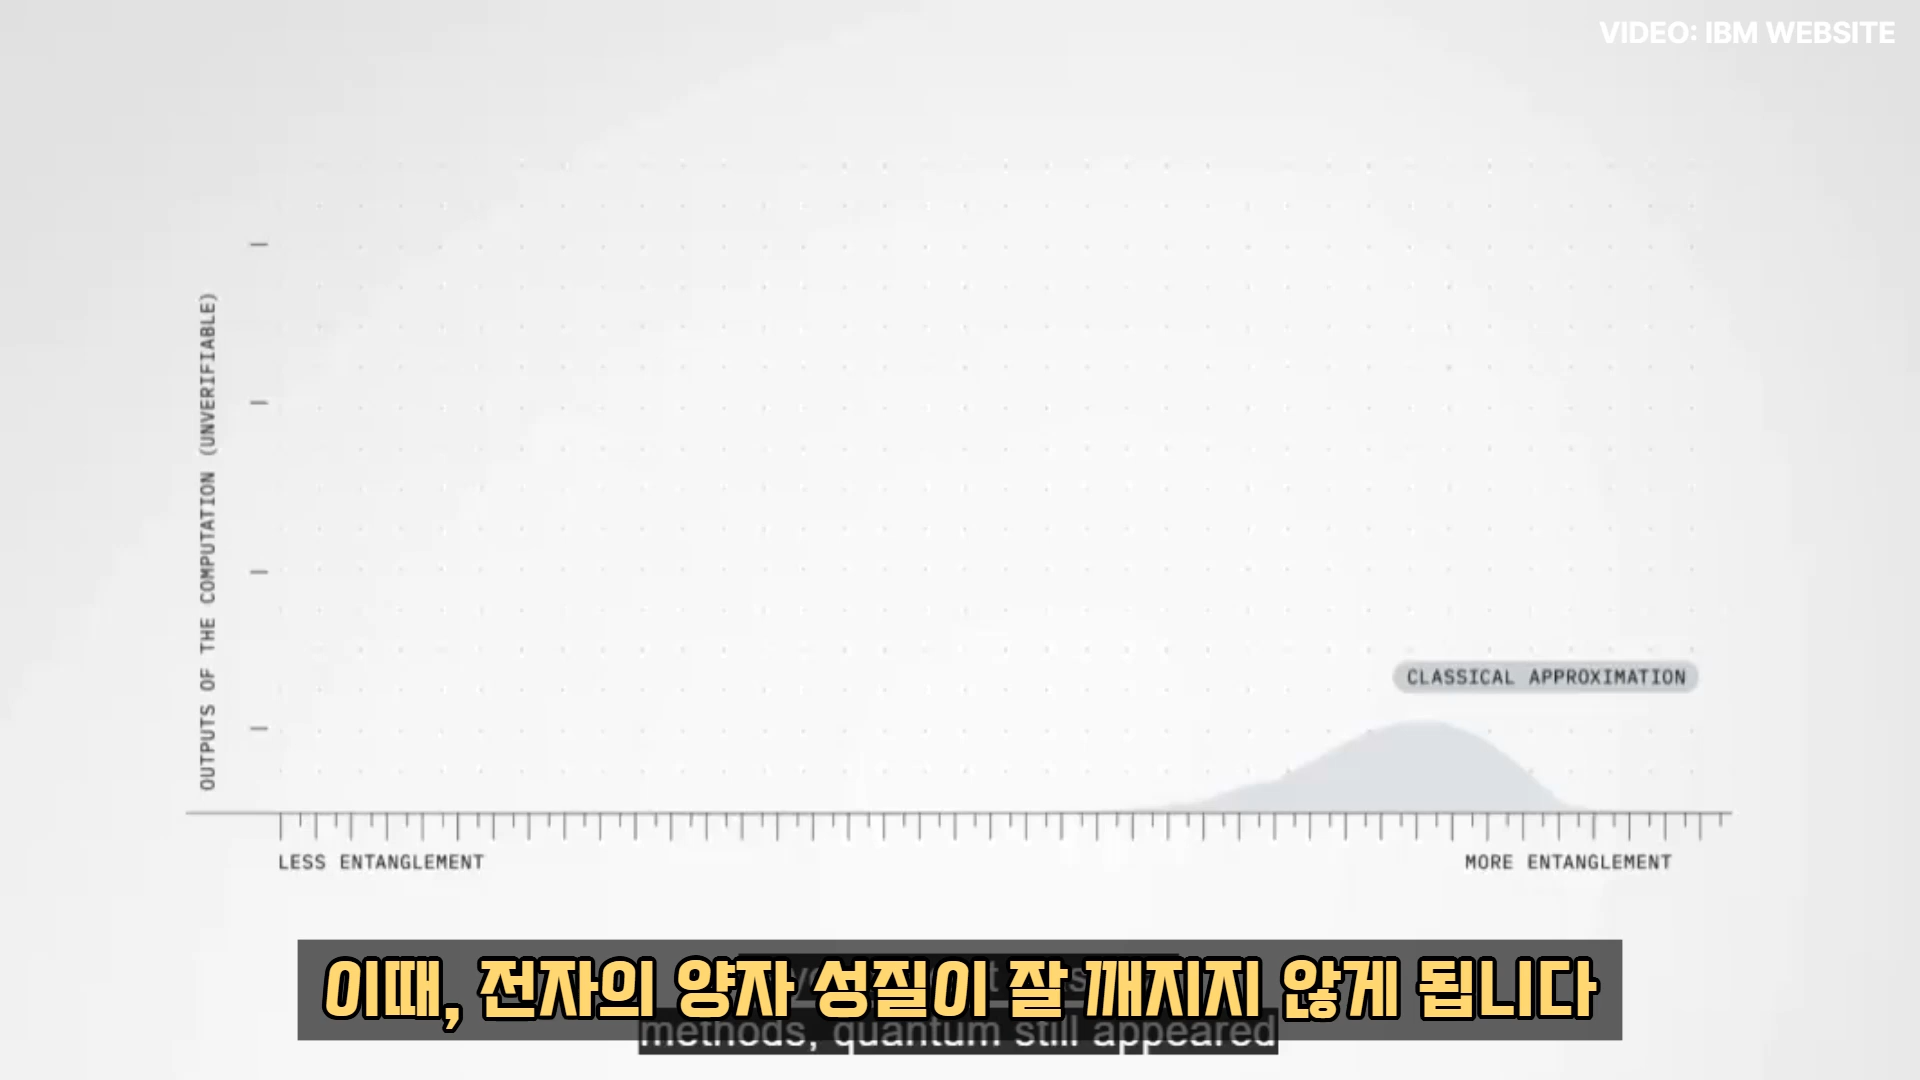 VIDEO: IBM WEBSITE
OUTPUTS OF THE COMPUTATION (UNVERIFIABLE)
CLASSICAL APPROXIMATION
LESS ENTANGLEMENT
MORE ENTANGLEMENT
이때, 전자의 양자 성질이 잘 깨지지 않게 됩니다
methods, quantum still appeared